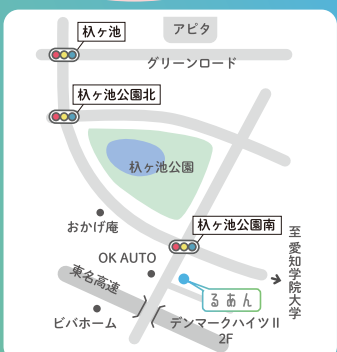 杁ヶ池
アピタ
グリーンロード
杁ヶ池公園北
杁ヶ池公園
おかげ庵
杁ヶ池公園南
至 愛知学院大学
OK AUTO
東名高速
るあん
ビバホーム
デンマークハイツⅡ
2F